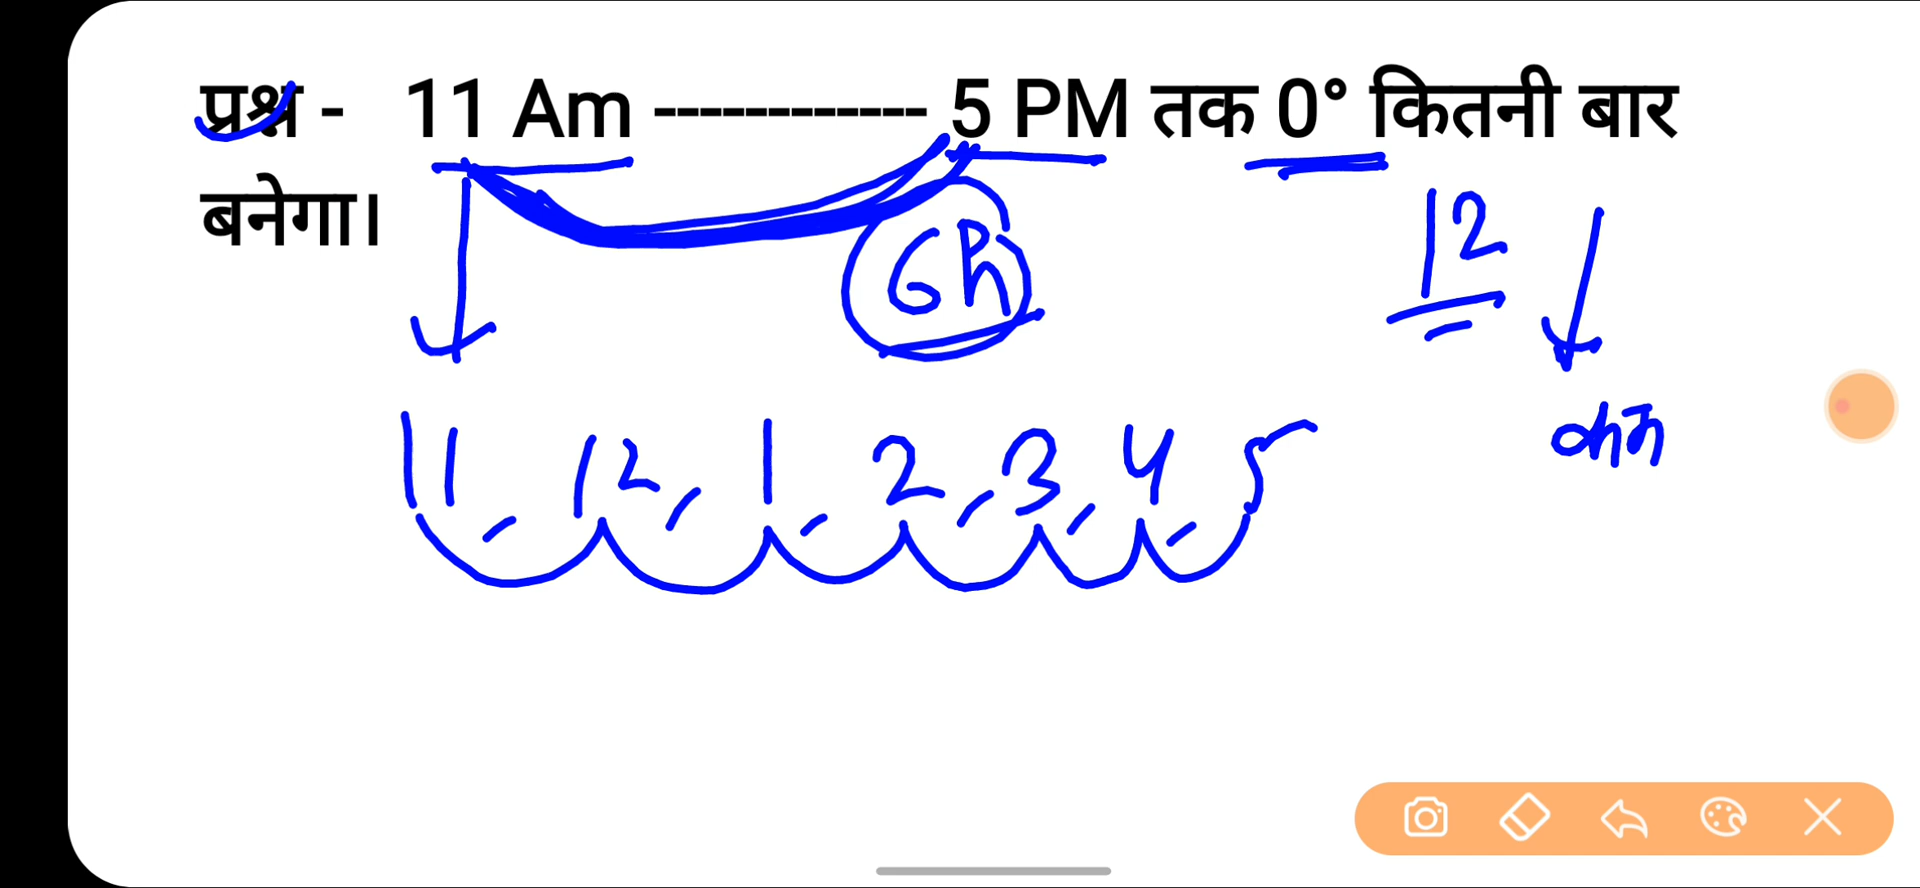 प्रश्न - 11 Am ------------ 5 PM तक 0° कितनी बार
बनेगा।
6h
12
कम
11 12 1 2 3 4 5